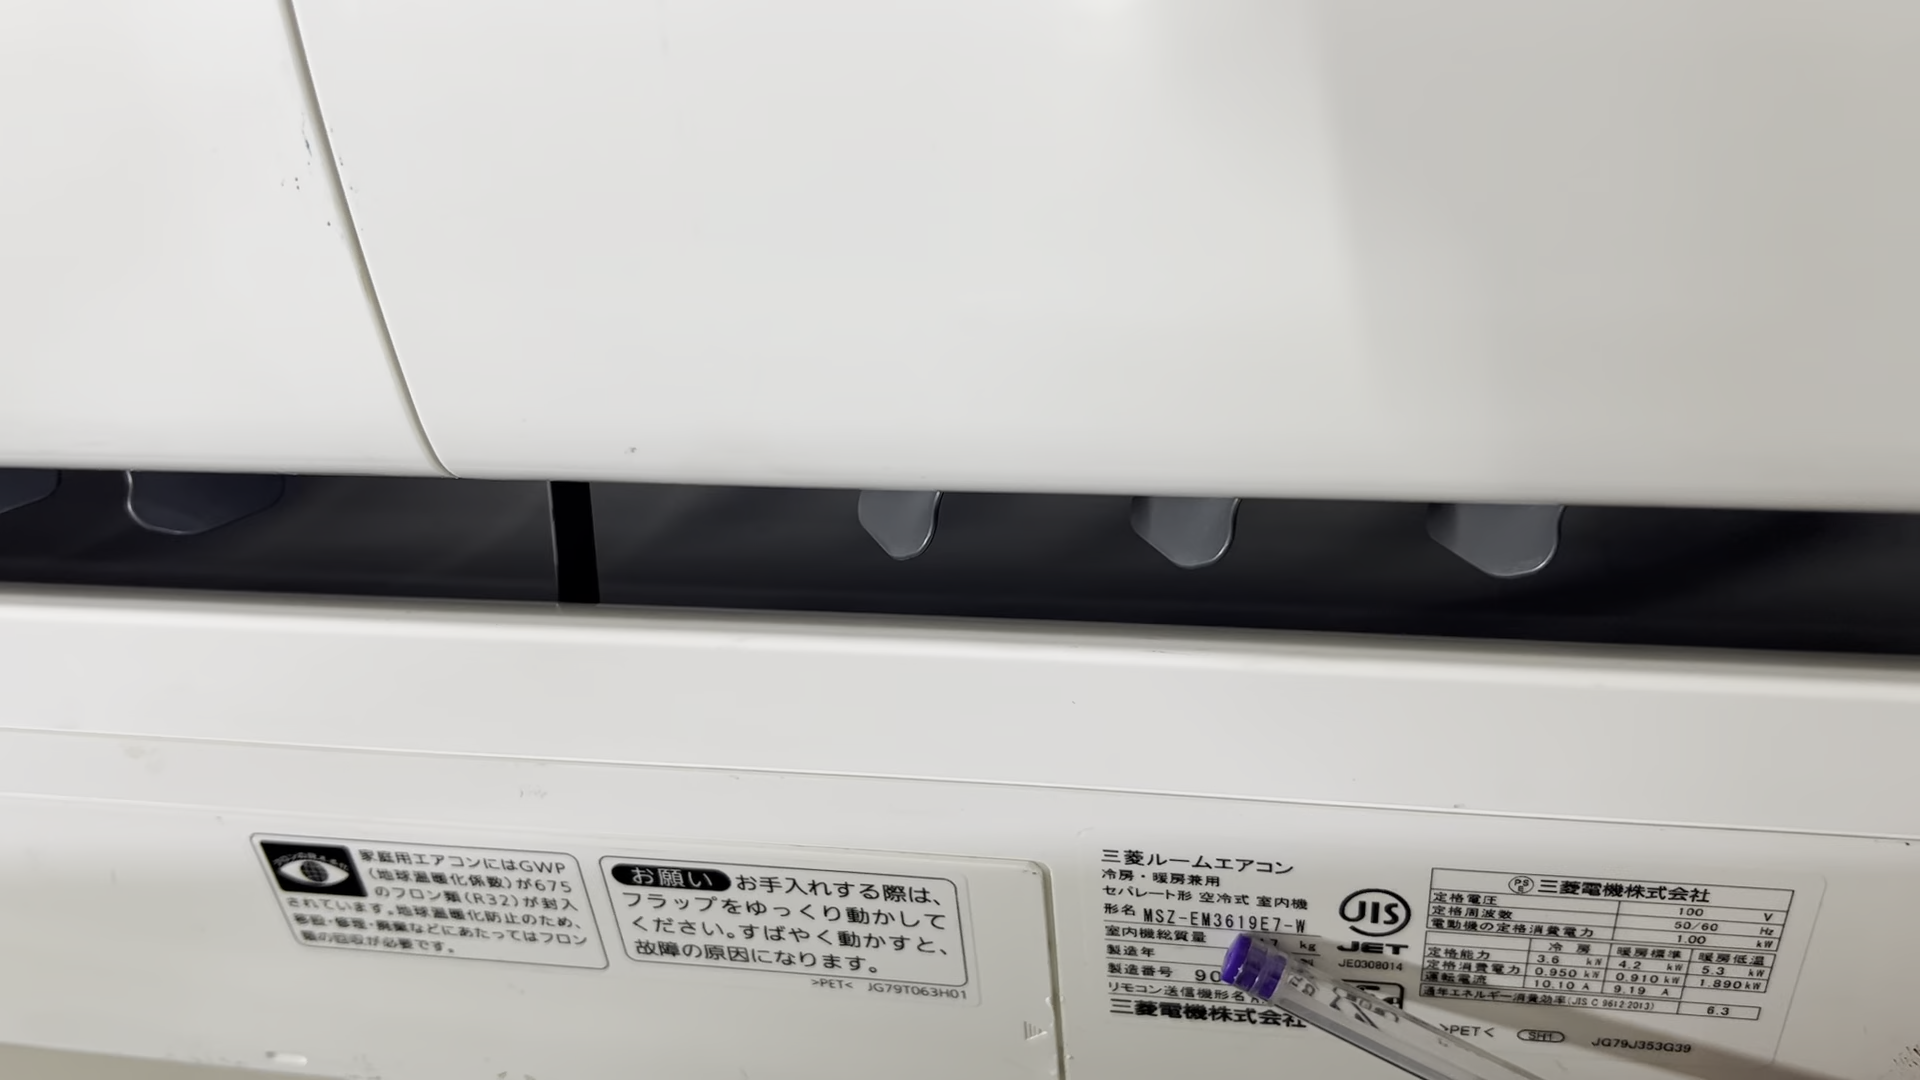 家庭用エアコンにはGWP
(地球温暖化係数)が675
のフロン類(R32)が封入
されています。地球温暖化防止のため、
移設・修理・廃棄などにあたってはフロン
類の回収が必要です。
お願い お手入れする際は、
フラップをゆっくり動かして
ください。すばやく動かすと、
故障の原因になります。
>PET< JG79T063H01
三菱ルームエアコン
冷房・暖房兼用
セパレート形 空冷式 室内機
形名 MSZ-EM3619E7-W
室内機総質量 kg
製造年
製造番号 90
リモコン送信機形名
三菱電機株式会社
JIS
JET
JE0308014
PS E 三菱電機株式会社
定格電圧 100 V
定格周波数 50/60 Hz
電動機の定格消費電力 1.00 kW
冷房 暖房標準 暖房低温
定格能力 3.6 kW 4.2 kW 5.3 kW
定格消費電力 0.950 kW 0.910 kW 1.890 kW
運転電流 10.10 A 9.19 A
通年エネルギー消費効率(JIS C 9612:2013) 6.3
>PET< SH1 JG79J353G39